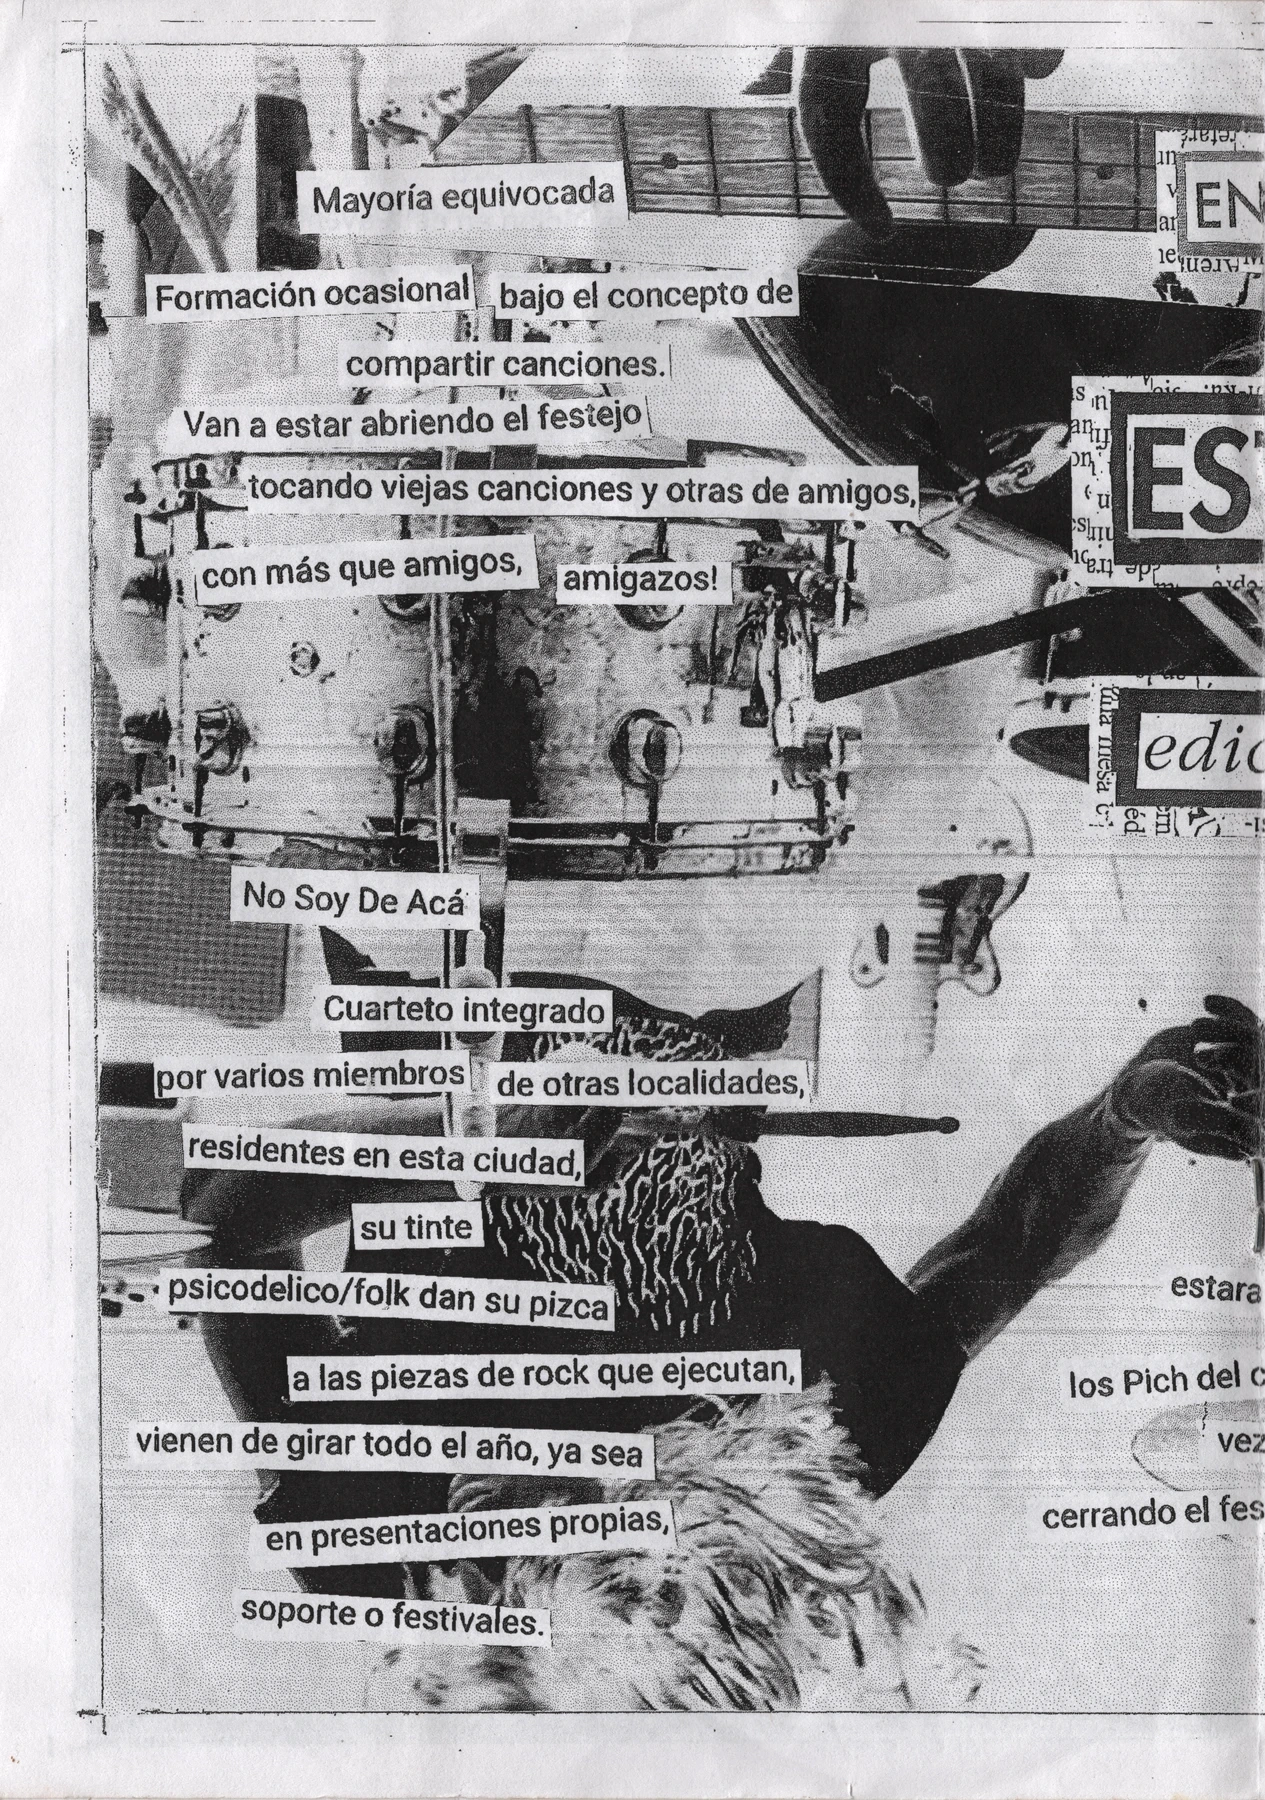 Mayoría equivocada
Formación ocasional bajo el concepto de
compartir canciones.
Van a estar abriendo el festejo
tocando viejas canciones y otras de amigos,
con más que amigos, amigazos!
No Soy De Acá
Cuarteto integrado
por varios miembros de otras localidades,
residentes en esta ciudad,
su tinte
psicodelico/folk dan su pizca
a las piezas de rock que ejecutan,
vienen de girar todo el año, ya sea
en presentaciones propias,
soporte o festivales.
EN
ES
edic
estara
los Pich del c
vez
cerrando el fes